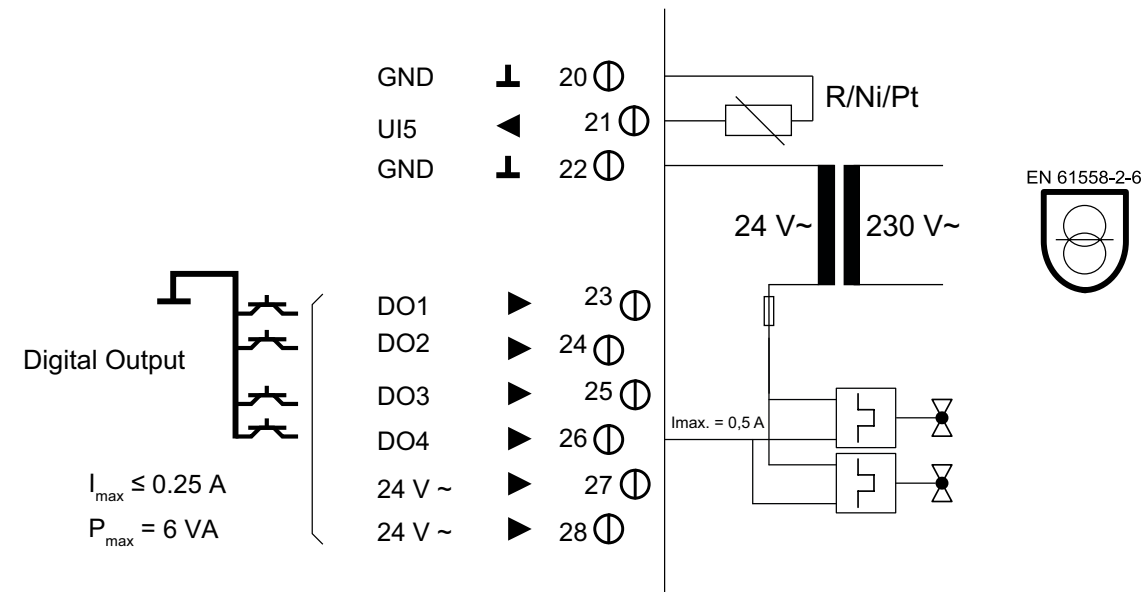 GND 20
UI5 21
GND 22
R/Ni/Pt
24 V~ 230 V~
EN 61558-2-6
Digital Output
DO1 23
DO2 24
DO3 25
DO4 26
24 V ~ 27
24 V ~ 28
Imax ≤ 0.25 A
Pmax = 6 VA
Imax. = 0,5 A